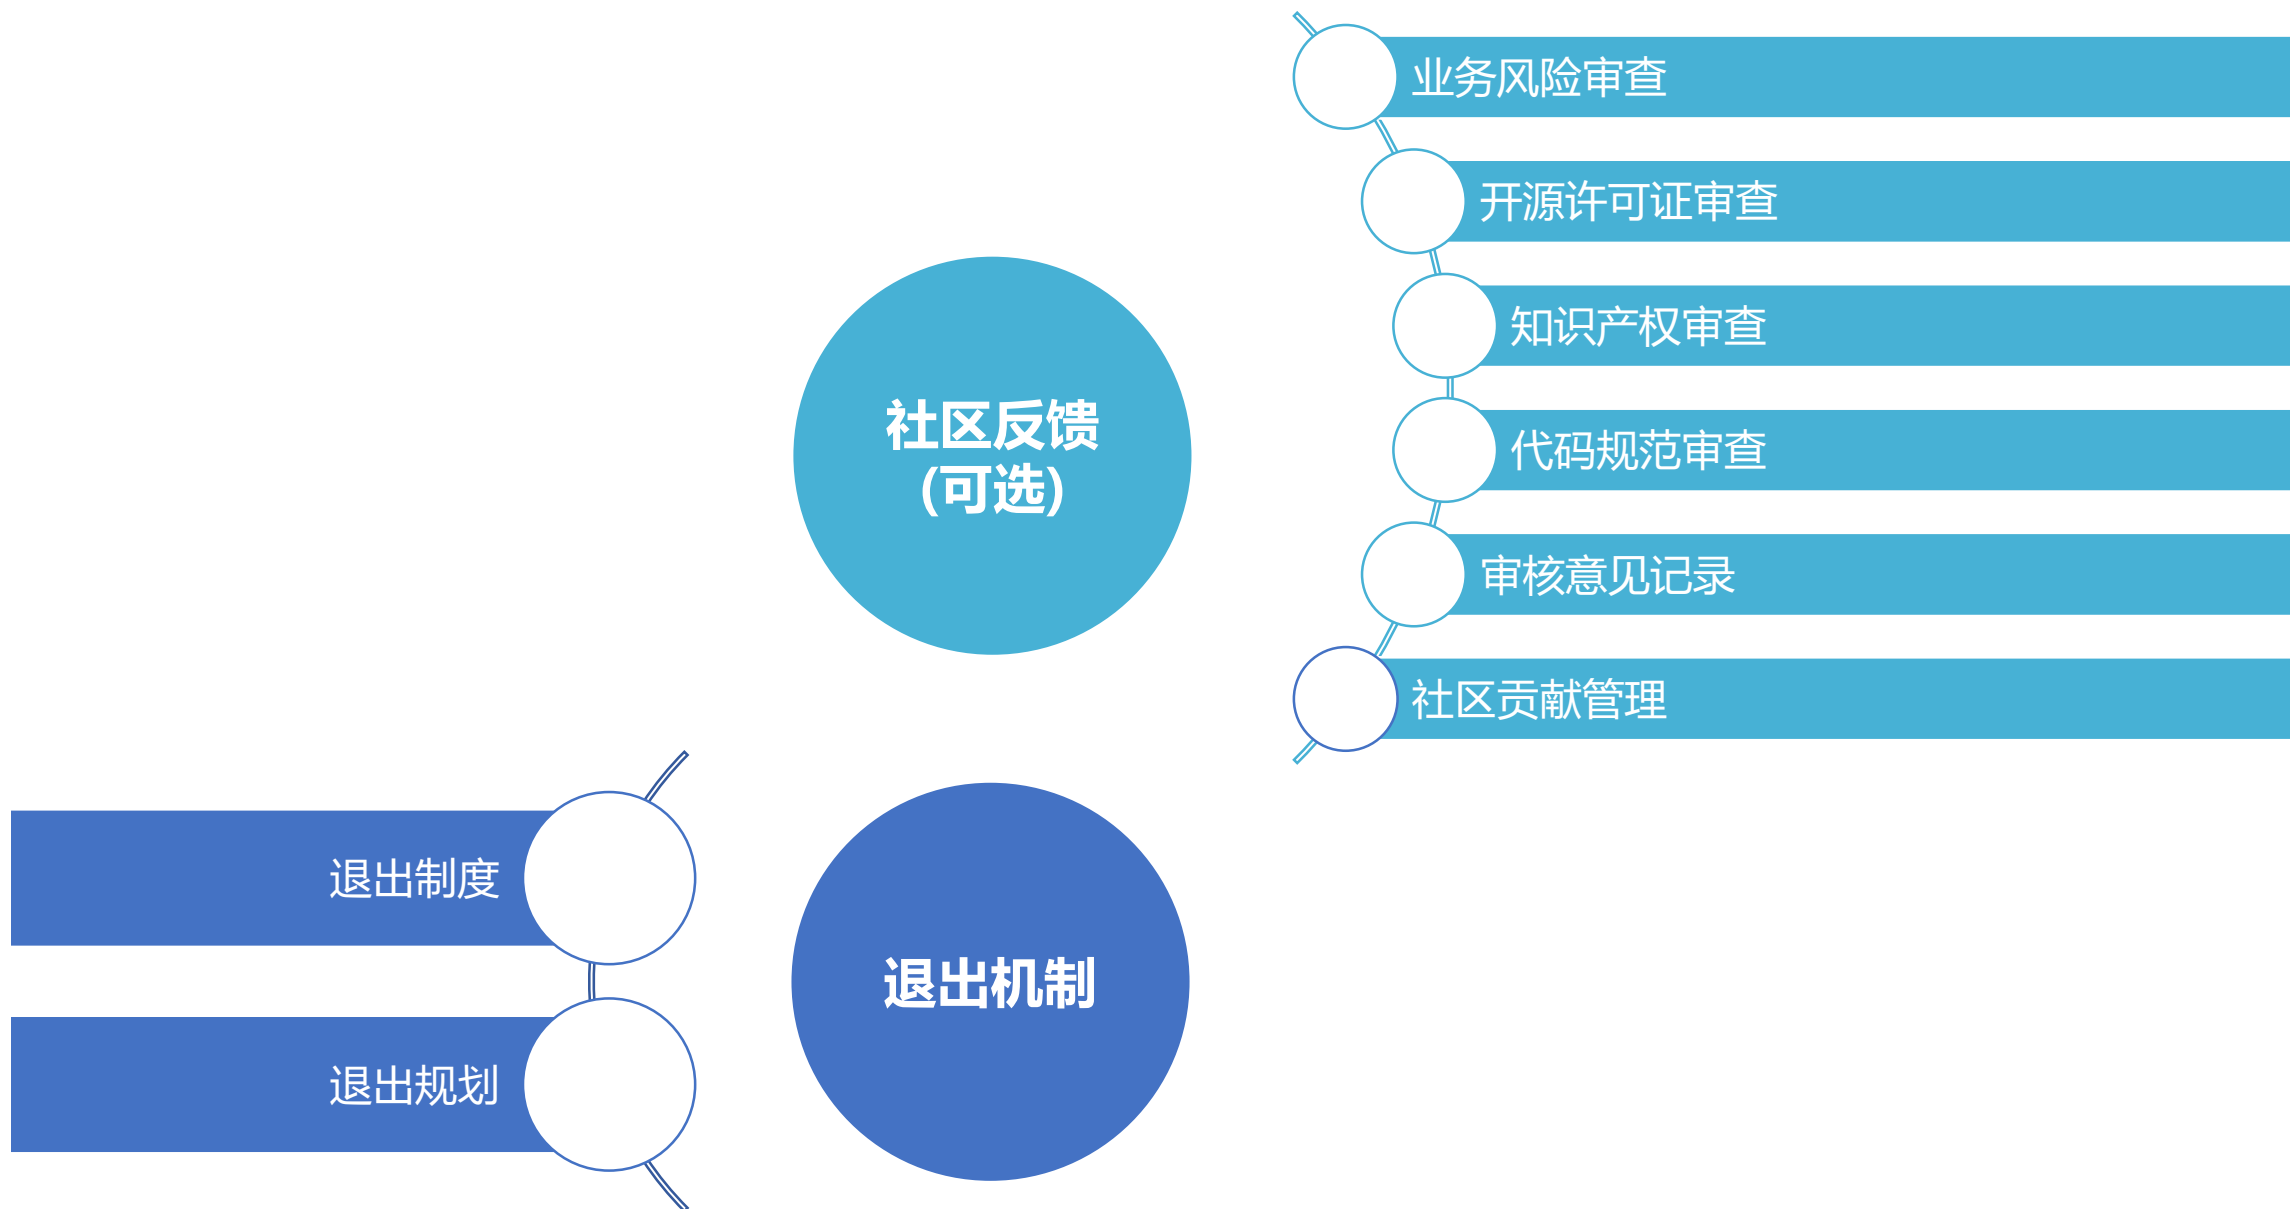 业务风险审查
开源许可证审查
知识产权审查
社区反馈
(可选)
代码规范审查
审核意见记录
社区贡献管理
退出制度
退出机制
退出规划